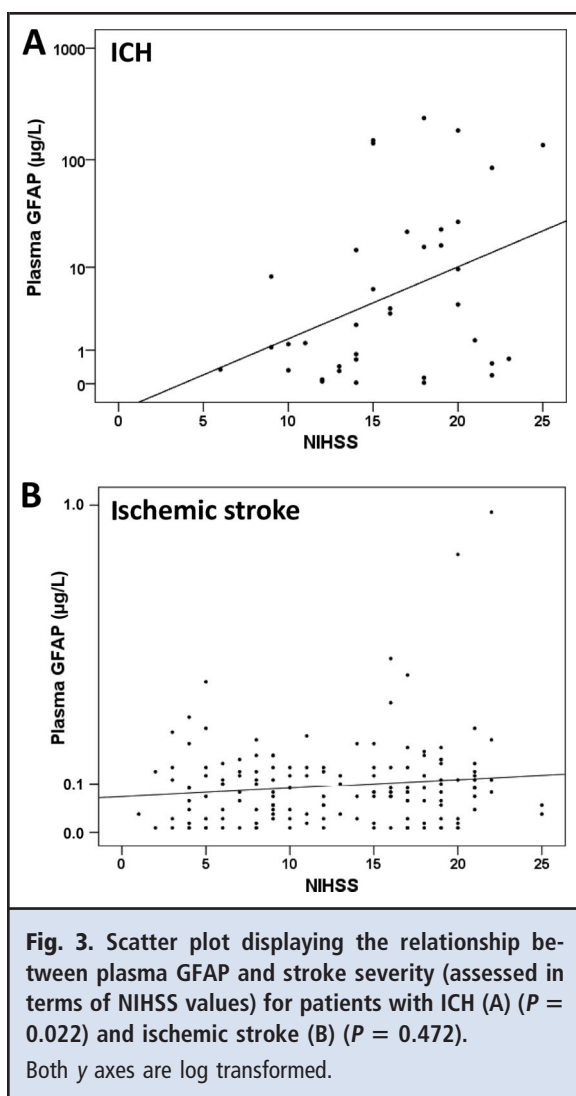 A
ICH
1000
100
10
1
0
Plasma GFAP (µg/L)
0 5 10 15 20 25
NIHSS
B
Ischemic stroke
1.0
0.1
0.0
Plasma GFAP (µg/L)
0 5 10 15 20 25
NIHSS
Fig. 3. Scatter plot displaying the relationship be-
tween plasma GFAP and stroke severity (assessed in
terms of NIHSS values) for patients with ICH (A) (P =
0.022) and ischemic stroke (B) (P = 0.472).
Both y axes are log transformed.